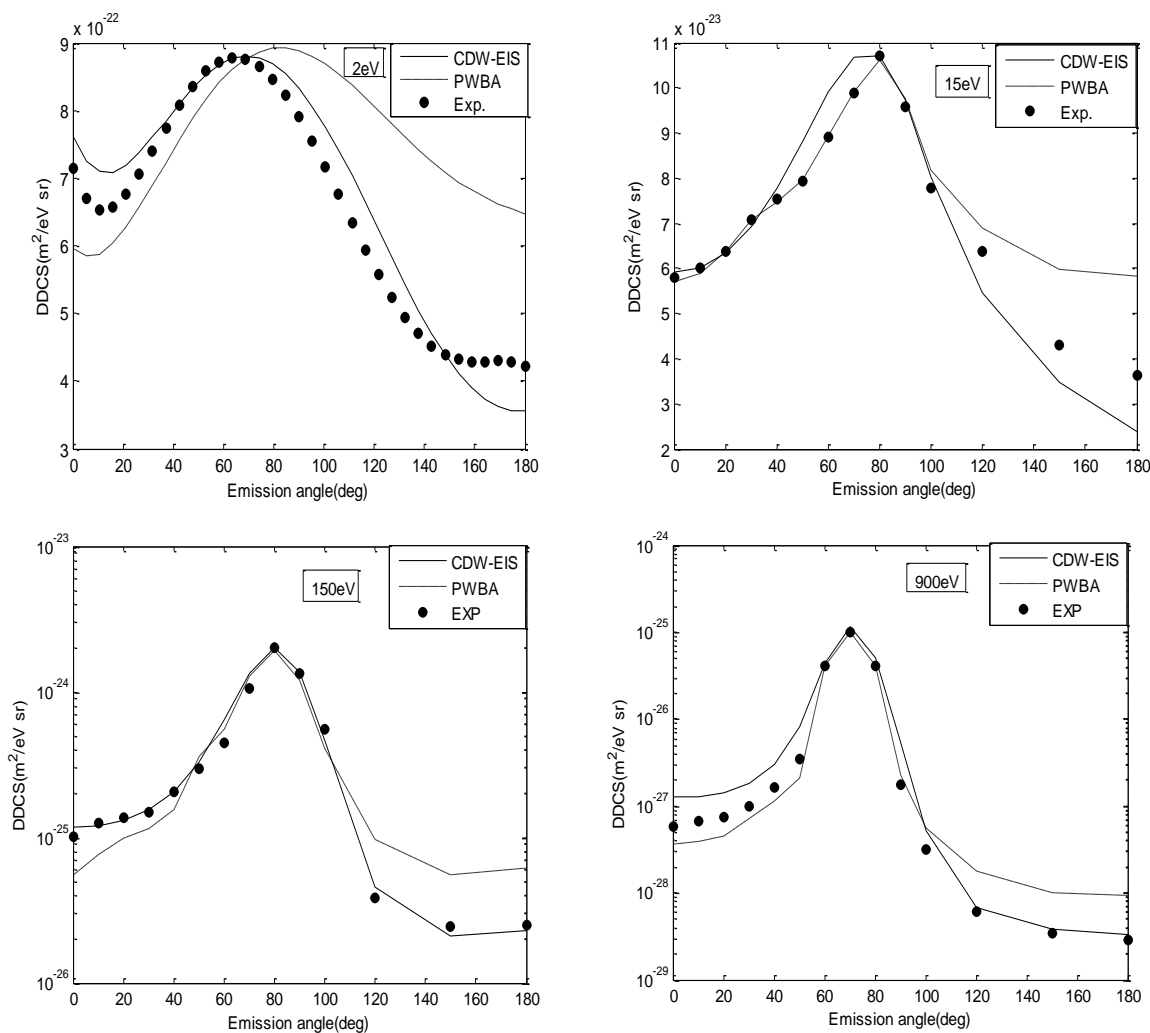 x 10^-22
9
8
7
6
5
4
3
0 20 40 60 80 100 120 140 160 180
DDCS(m^2/eV sr)
Emission angle(deg)
2eV
CDW-EIS
PWBA
Exp.
x 10^-23
11
10
9
8
7
6
5
4
3
2
0 20 40 60 80 100 120 140 160 180
DDCS(m^2/eV sr)
Emission angle(deg)
15eV
CDW-EIS
PWBA
Exp.
10^-23
10^-24
10^-25
10^-26
0 20 40 60 80 100 120 140 160 180
DDCS(m^2/eV sr)
Emission angle(deg)
150eV
CDW-EIS
PWBA
EXP
10^-24
10^-25
10^-26
10^-27
10^-28
10^-29
0 20 40 60 80 100 120 140 160 180
DDCS(m^2/eV sr)
Emission angle(deg)
900eV
CDW-EIS
PWBA
EXP